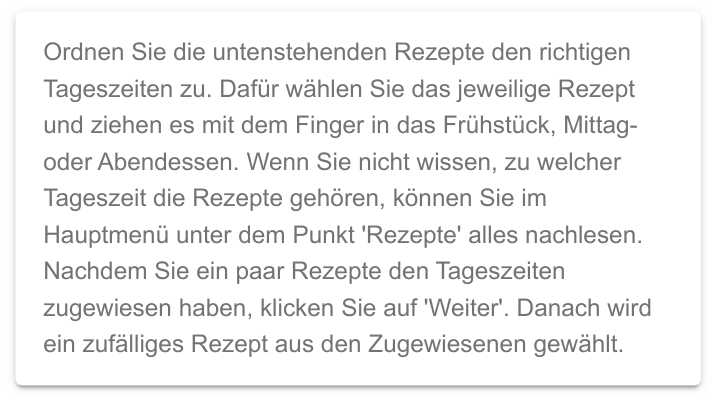 Ordnen Sie die untenstehenden Rezepte den richtigen
Tageszeiten zu. Dafür wählen Sie das jeweilige Rezept
und ziehen es mit dem Finger in das Frühstück, Mittag-
oder Abendessen. Wenn Sie nicht wissen, zu welcher
Tageszeit die Rezepte gehören, können Sie im
Hauptmenü unter dem Punkt 'Rezepte' alles nachlesen.
Nachdem Sie ein paar Rezepte den Tageszeiten
zugewiesen haben, klicken Sie auf 'Weiter'. Danach wird
ein zufälliges Rezept aus den Zugewiesenen gewählt.